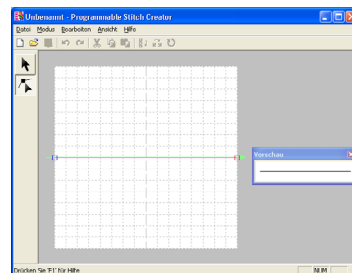 Unbenannt - Programmable Stitch Creator
Datei Modus Bearbeiten Ansicht Hilfe
Vorschau
Drücken Sie 'F1' für Hilfe
NUM